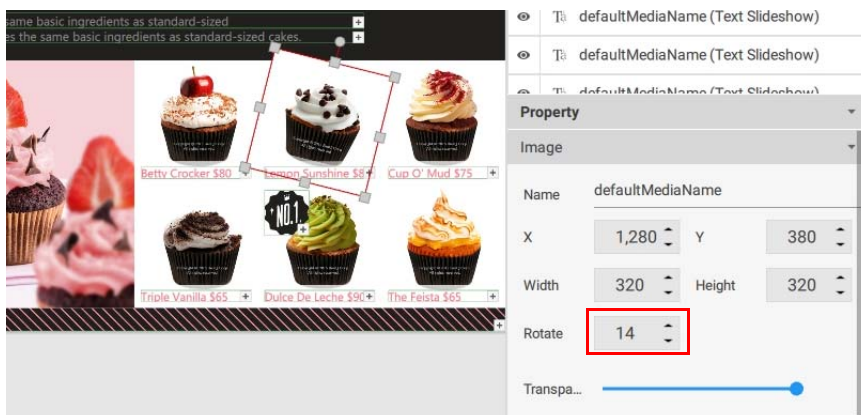 same basic ingredients as standard-sized
es the same basic ingredients as standard-sized cakes.
Betty Crocker $80
Lemon Sunshine $8
Cup O' Mud $75
NO.1
Triple Vanilla $65
Dulce De Leche $90
The Feista $65
defaultMediaName (Text Slideshow)
defaultMediaName (Text Slideshow)
defaultMediaName (Text Slideshow)
Property
Image
Name defaultMediaName
X 1,280 Y 380
Width 320 Height 320
Rotate 14
Transpa...